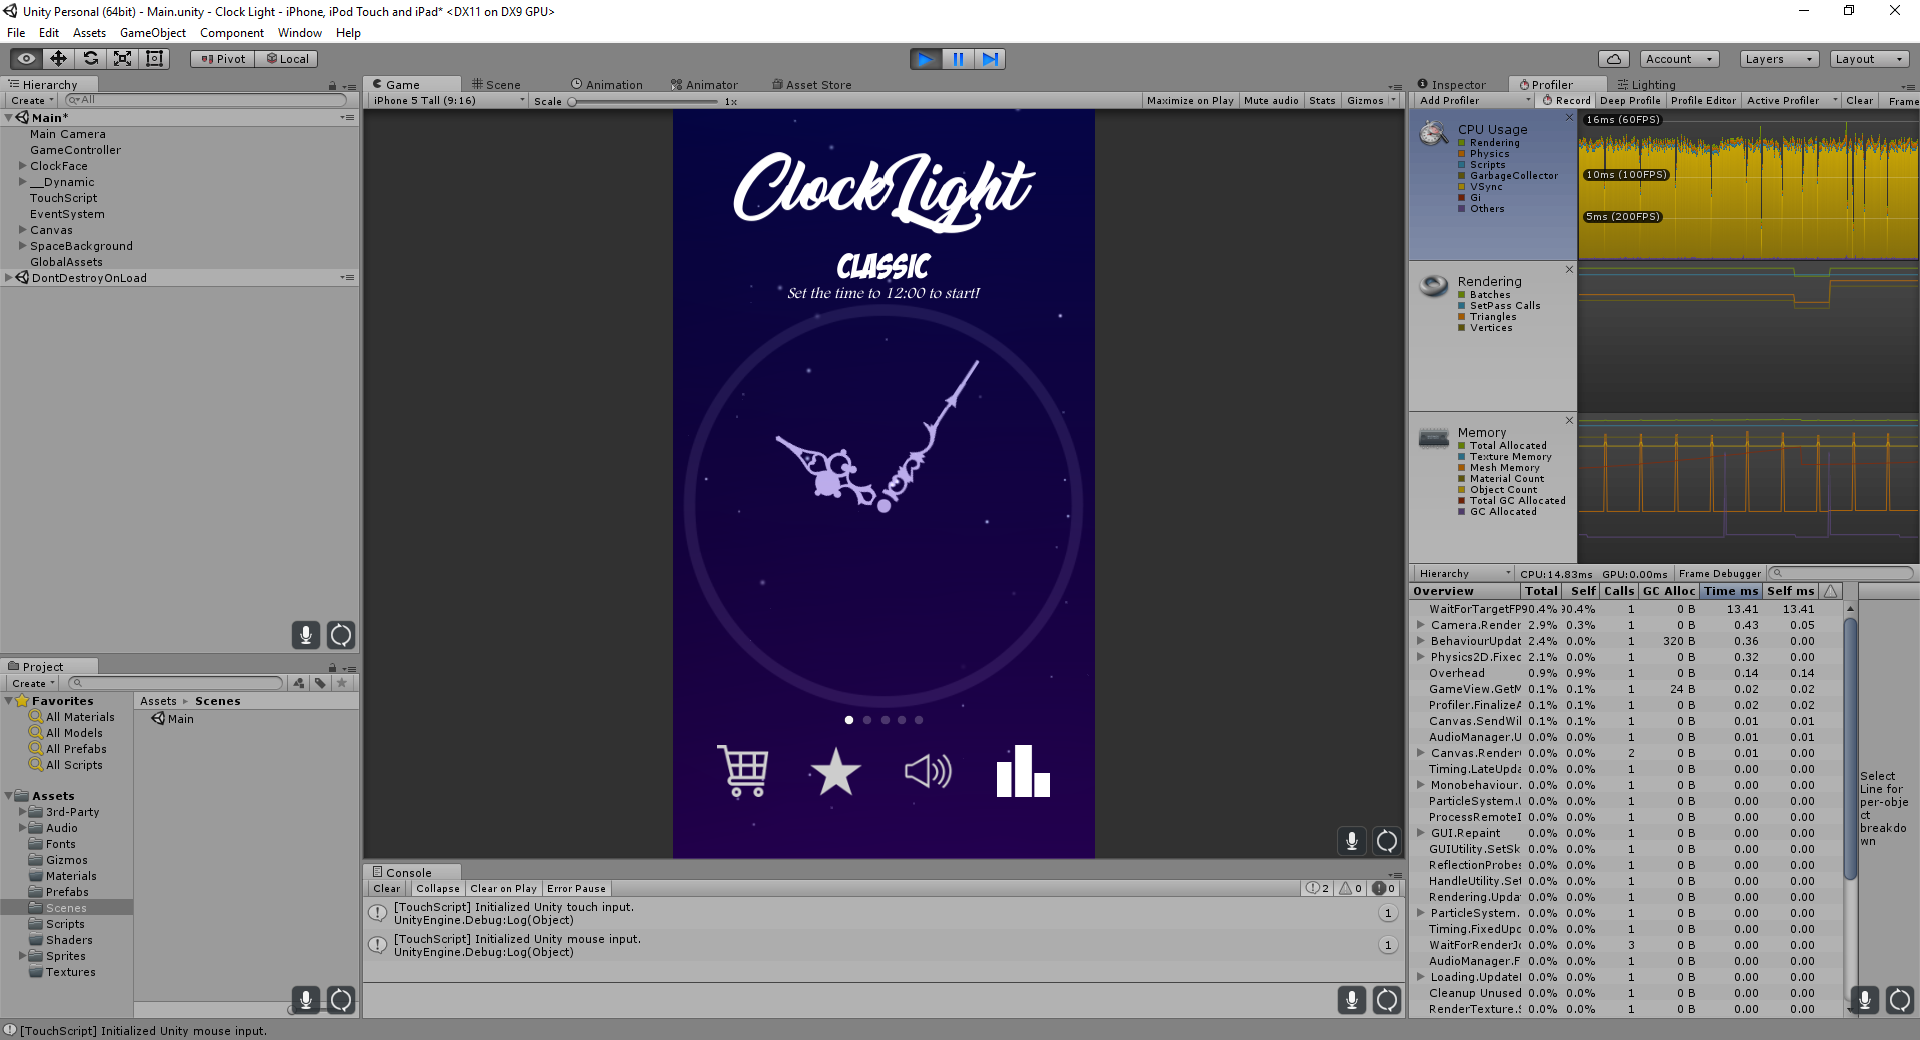 Unity Personal (64bit) - Main.unity - Clock Light - iPhone, iPod Touch and iPad* <DX11 on DX9 GPU>
File Edit Assets GameObject Component Window Help
Pivot Local Account Layers Layout
Hierarchy
Create All
Main*
Main Camera
GameController
ClockFace
__Dynamic
TouchScript
EventSystem
Canvas
SpaceBackground
GlobalAssets
DontDestroyOnLoad
Project
Create
Favorites
All Materials
All Models
All Prefabs
All Scripts
Assets
3rd-Party
Audio
Fonts
Gizmos
Materials
Prefabs
Scenes
Scripts
Shaders
Sprites
Textures
Assets Scenes
Main
Game Scene Animation Animator Asset Store
iPhone 5 Tall (9:16) Scale 1x Maximize on Play Mute audio Stats Gizmos
ClockLight
CLASSIC
Set the time to 12:00 to start!
Console
Clear Collapse Clear on Play Error Pause 2 0 0
[TouchScript] Initialized Unity touch input.
UnityEngine.Debug:Log(Object)
1
[TouchScript] Initialized Unity mouse input.
UnityEngine.Debug:Log(Object)
1
Inspector Profiler Lighting
Add Profiler Record Deep Profile Profile Editor Active Profiler Clear Frame
CPU Usage
Rendering
Physics
Scripts
GarbageCollector
VSync
Gi
Others
16ms (60FPS)
10ms (100FPS)
5ms (200FPS)
Rendering
Batches
SetPass Calls
Triangles
Vertices
Memory
Total Allocated
Texture Memory
Mesh Memory
Material Count
Object Count
Total GC Allocated
GC Allocated
Hierarchy CPU:14.83ms GPU:0.00ms Frame Debugger
Overview Total Self Calls GC Alloc Time ms Self ms
WaitForTargetFP 90.4% 90.4% 1 0 B 13.41 13.41
Camera.Render 2.9% 0.3% 1 0 B 0.43 0.05
BehaviourUpdat 2.4% 0.0% 1 320 B 0.36 0.00
Physics2D.Fixed 2.1% 0.0% 1 0 B 0.32 0.00
Overhead 0.9% 0.9% 1 0 B 0.14 0.14
GameView.GetM 0.1% 0.1% 1 24 B 0.02 0.02
Profiler.FinalizeA 0.1% 0.1% 1 0 B 0.02 0.02
Canvas.SendWil 0.1% 0.1% 1 0 B 0.01 0.01
AudioManager.U 0.1% 0.1% 1 0 B 0.01 0.01
Canvas.Render 0.0% 0.0% 2 0 B 0.01 0.00
Timing.LateUpda 0.0% 0.0% 1 0 B 0.00 0.00
Monobehaviour. 0.0% 0.0% 1 0 B 0.00 0.00
ParticleSystem.U 0.0% 0.0% 1 0 B 0.00 0.00
ProcessRemoteI 0.0% 0.0% 1 0 B 0.00 0.00
GUI.Repaint 0.0% 0.0% 1 0 B 0.00 0.00
GUIUtility.SetSk 0.0% 0.0% 1 0 B 0.00 0.00
ReflectionProbes 0.0% 0.0% 1 0 B 0.00 0.00
HandleUtility.Set 0.0% 0.0% 1 0 B 0.00 0.00
Rendering.Updat 0.0% 0.0% 1 0 B 0.00 0.00
ParticleSystem. 0.0% 0.0% 1 0 B 0.00 0.00
Timing.FixedUpd 0.0% 0.0% 1 0 B 0.00 0.00
WaitForRenderJo 0.0% 0.0% 3 0 B 0.00 0.00
AudioManager.F 0.0% 0.0% 1 0 B 0.00 0.00
Loading.Update 0.0% 0.0% 1 0 B 0.00 0.00
Cleanup Unused 0.0% 0.0% 1 0 B 0.00 0.00
RenderTexture.S 0.0% 0.0% 1 0 B 0.00 0.00
Select
Line for
per-obje
ct
breakdo
wn
[TouchScript] Initialized Unity mouse input.